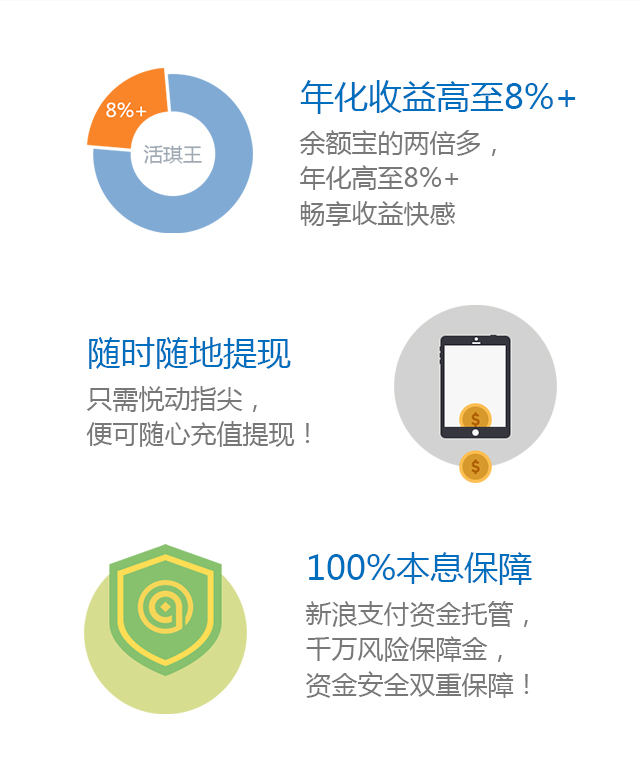 8%+
活琪王
年化收益高至8%+
余额宝的两倍多，
年化高至8%+
畅享收益快感
随时随地提现
只需悦动指尖，
便可随心充值提现！
100%本息保障
新浪支付资金托管，
千万风险保障金，
资金安全双重保障！